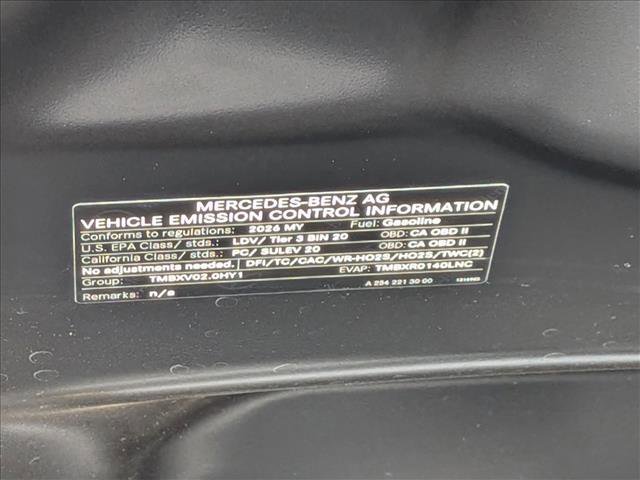 MERCEDES-BENZ AG
VEHICLE EMISSION CONTROL INFORMATION
Conforms to regulations: 2026 MY Fuel: Gasoline
U.S. EPA Class/ stds.: LDV/ Tier 3 BIN 20 OBD: CA OBD II
California Class/ stds.: PC/ SULEV 20 OBD: CA OBD II
No adjustments needed. DFI/TC/CAC/WR-HO2S/HO2S/TWC(2)
Group: TMBXV02.0HY1 EVAP: TMBXR0140LNC
Remarks: n/a A 254 221 30 00